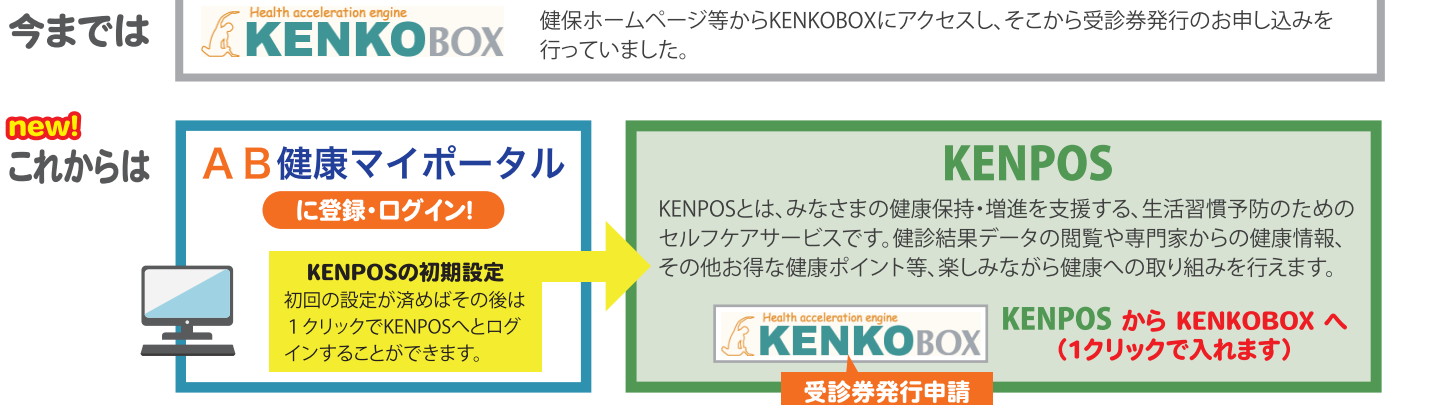 今までは
Health acceleration engine
KENKOBOX
健保ホームページ等からKENKOBOXにアクセスし、そこから受診券発行のお申し込みを
行っていました。
new!
これからは
ＡＢ健康マイポータル
に登録・ログイン!
KENPOSの初期設定
初回の設定が済めばその後は
１クリックでKENPOSへとログ
インすることができます。
KENPOS
KENPOSとは、みなさまの健康保持・増進を支援する、生活習慣予防のための
セルフケアサービスです。健診結果データの閲覧や専門家からの健康情報、
その他お得な健康ポイント等、楽しみながら健康への取り組みを行えます。
Health acceleration engine
KENKOBOX
KENPOS から KENKOBOX へ
（1クリックで入れます）
受診券発行申請